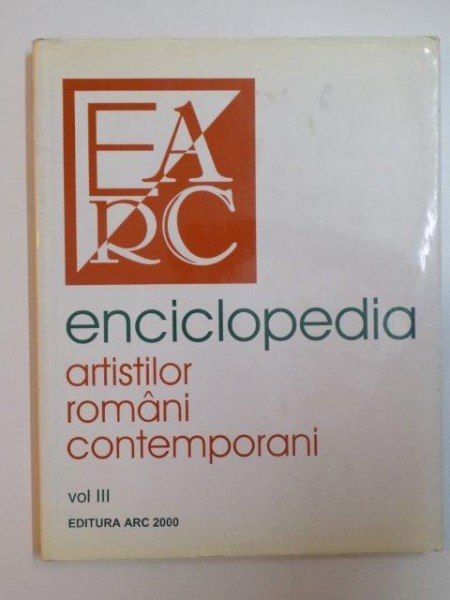 EA
RC
enciclopedia
artistilor
români
contemporani
vol III
EDITURA ARC 2000